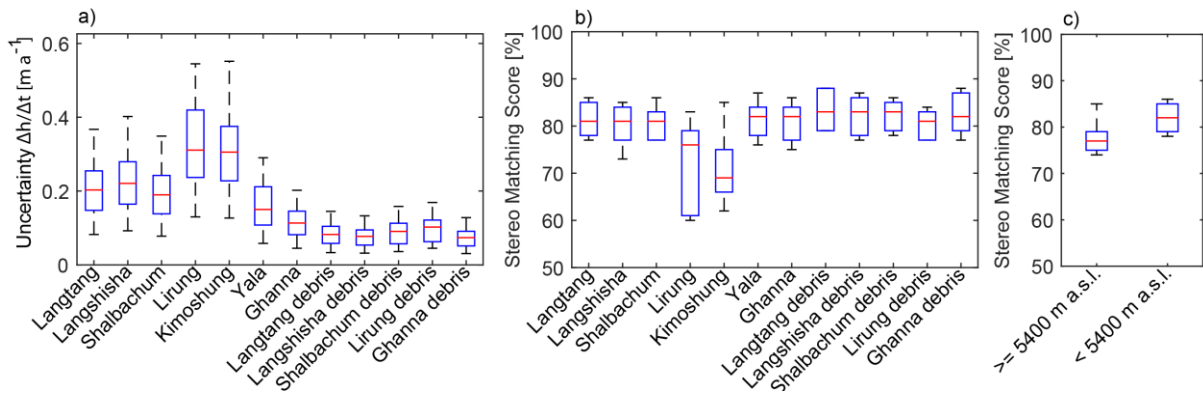 a)
Uncertainty Δh/Δt [m a⁻¹]
0.6
0.4
0.2
0
Langtang
Langshisha
Shalbachum
Lirung
Kimoshung
Yala
Ghanna
Langtang debris
Langshisha debris
Shalbachum debris
Lirung debris
Ghanna debris
b)
Stereo Matching Score [%]
100
90
80
70
60
50
Langtang
Langshisha
Shalbachum
Lirung
Kimoshung
Yala
Ghanna
Langtang debris
Langshisha debris
Shalbachum debris
Lirung debris
Ghanna debris
c)
Stereo Matching Score [%]
100
90
80
70
60
50
>= 5400 m a.s.l.
< 5400 m a.s.l.